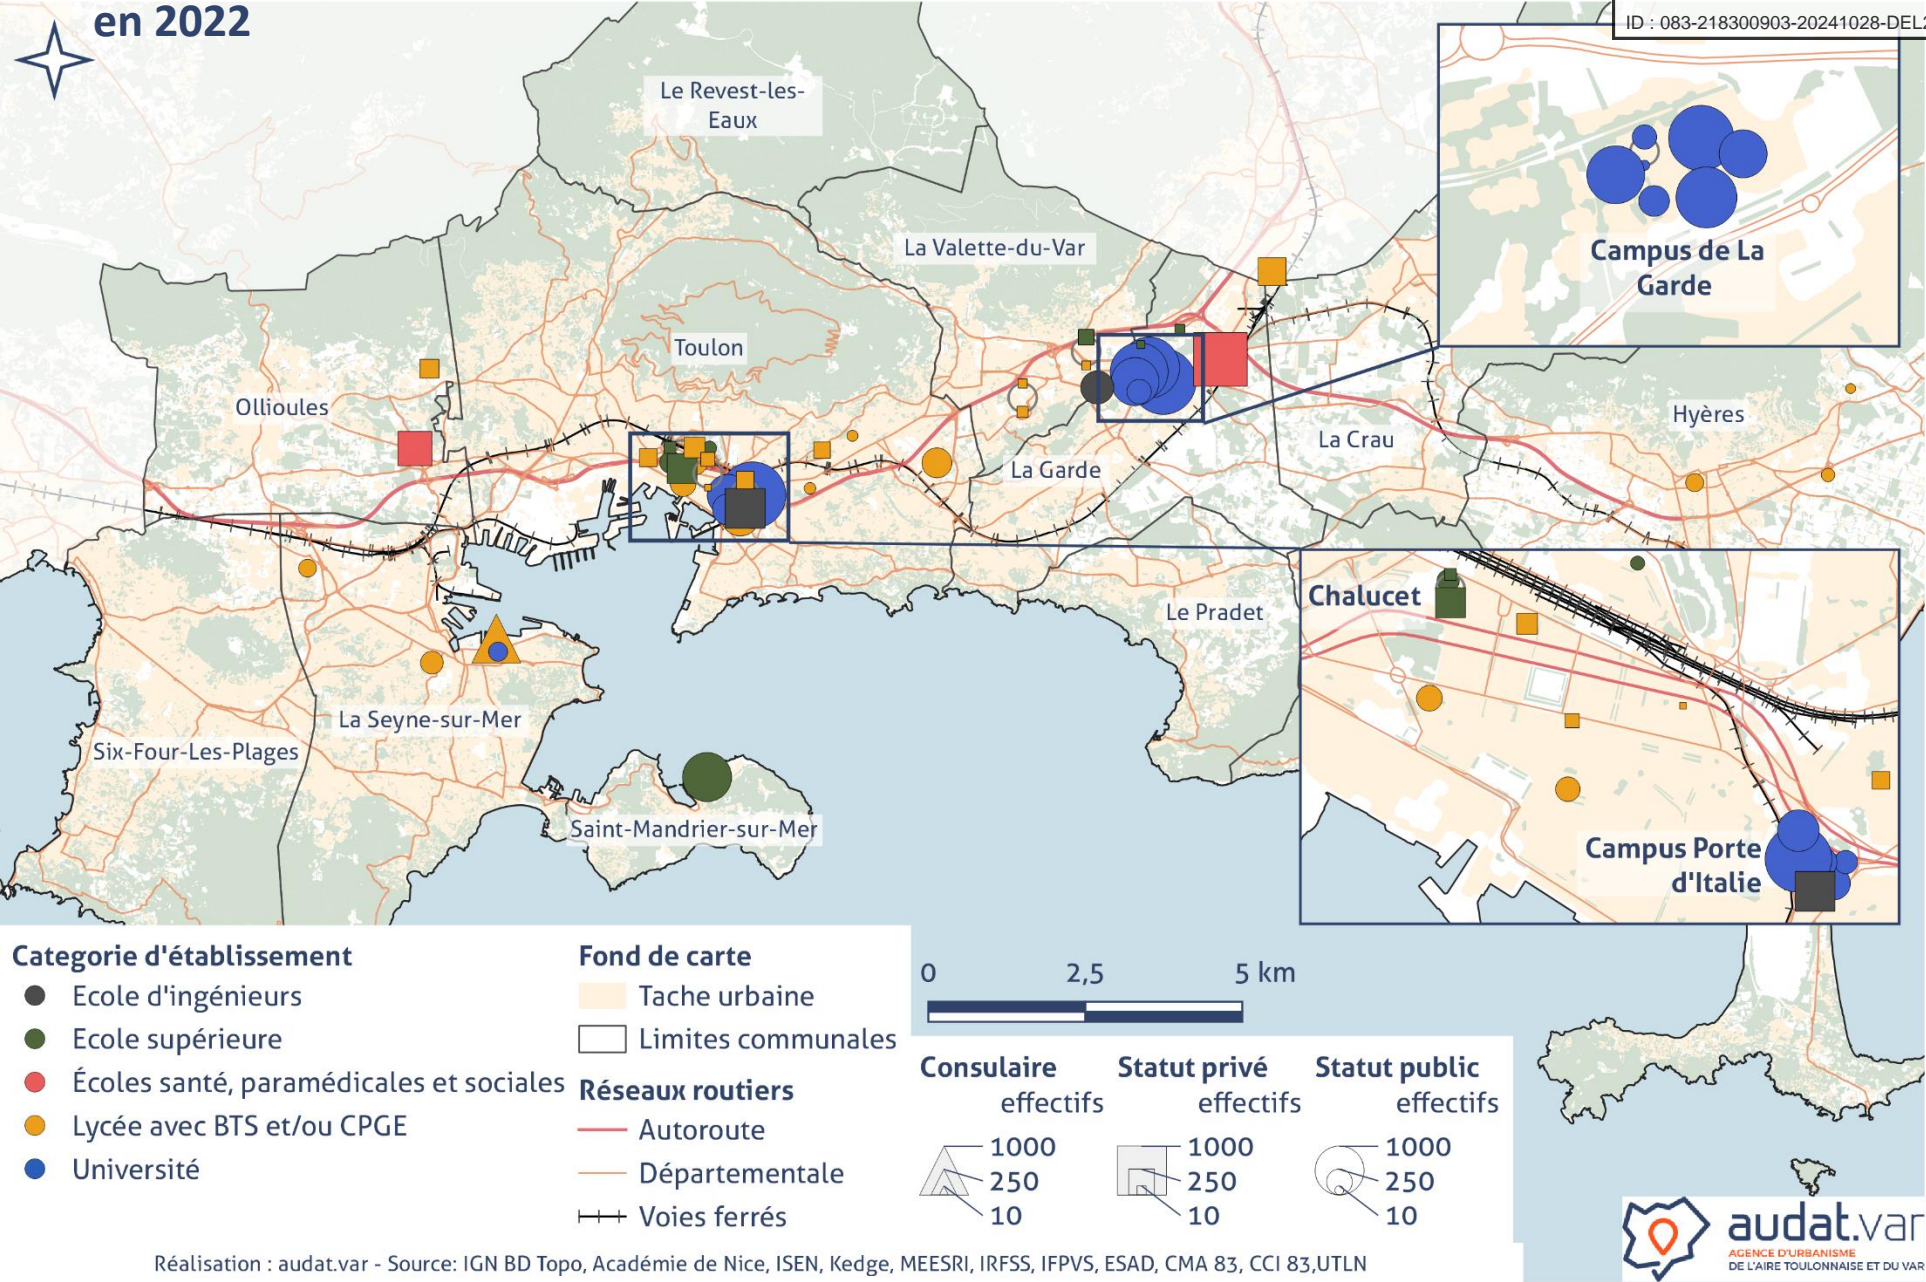 en 2022
ID : 083-218300903-20241028-DEL2
Le Revest-les-
Eaux
La Valette-du-Var
Campus de La
Garde
Toulon
Ollioules
Hyères
La Crau
La Garde
Le Pradet
Chalucet
La Seyne-sur-Mer
Six-Four-Les-Plages
Saint-Mandrier-sur-Mer
Campus Porte
d'Italie
Categorie d'établissement
Ecole d'ingénieurs
Ecole supérieure
Écoles santé, paramédicales et sociales
Lycée avec BTS et/ou CPGE
Université
Fond de carte
Tache urbaine
Limites communales
Réseaux routiers
Autoroute
Départementale
Voies ferrés
0 2,5 5 km
Consulaire
effectifs
1000
250
10
Statut privé
effectifs
1000
250
10
Statut public
effectifs
1000
250
10
audat.var
AGENCE D'URBANISME
DE L'AIRE TOULONNAISE ET DU VAR
Réalisation : audat.var - Source: IGN BD Topo, Académie de Nice, ISEN, Kedge, MEESRI, IRFSS, IFPVS, ESAD, CMA 83, CCI 83,UTLN